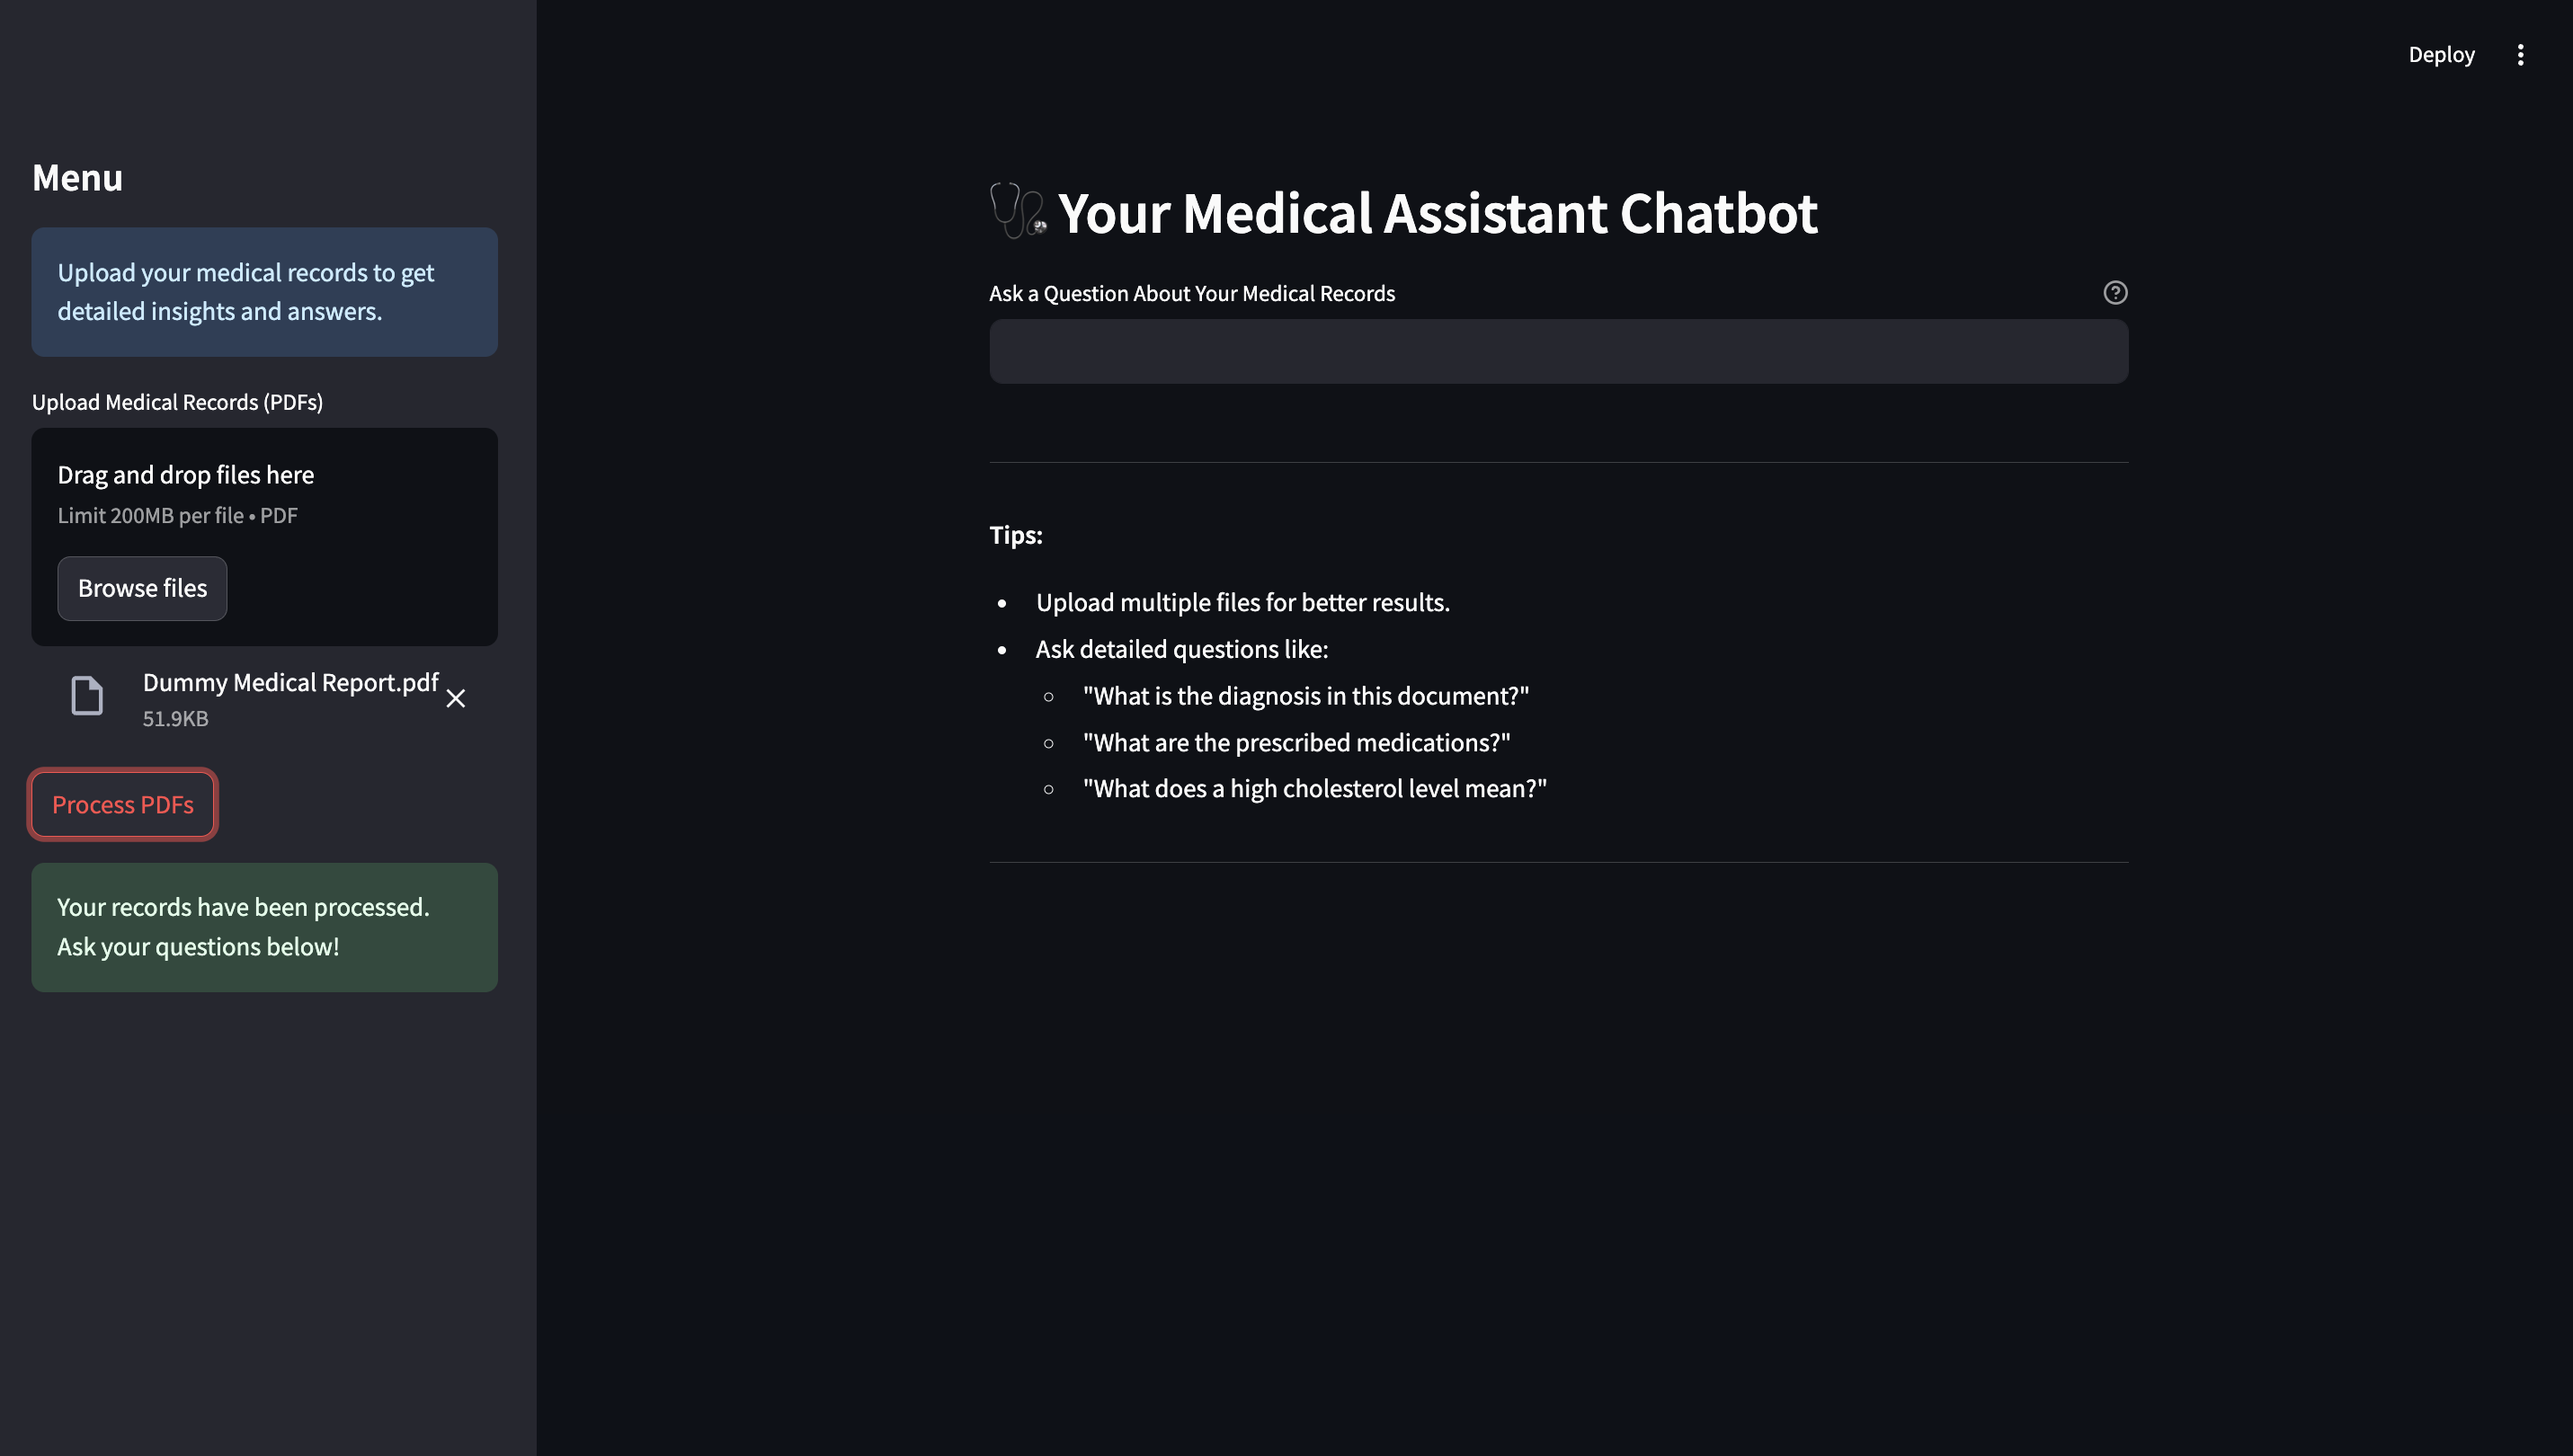 Deploy
Menu
Upload your medical records to get
detailed insights and answers.
Upload Medical Records (PDFs)
Drag and drop files here
Limit 200MB per file • PDF
Browse files
Dummy Medical Report.pdf
51.9KB
Process PDFs
Your records have been processed.
Ask your questions below!
Your Medical Assistant Chatbot
Ask a Question About Your Medical Records
Tips:
• Upload multiple files for better results.
• Ask detailed questions like:
○ "What is the diagnosis in this document?"
○ "What are the prescribed medications?"
○ "What does a high cholesterol level mean?"